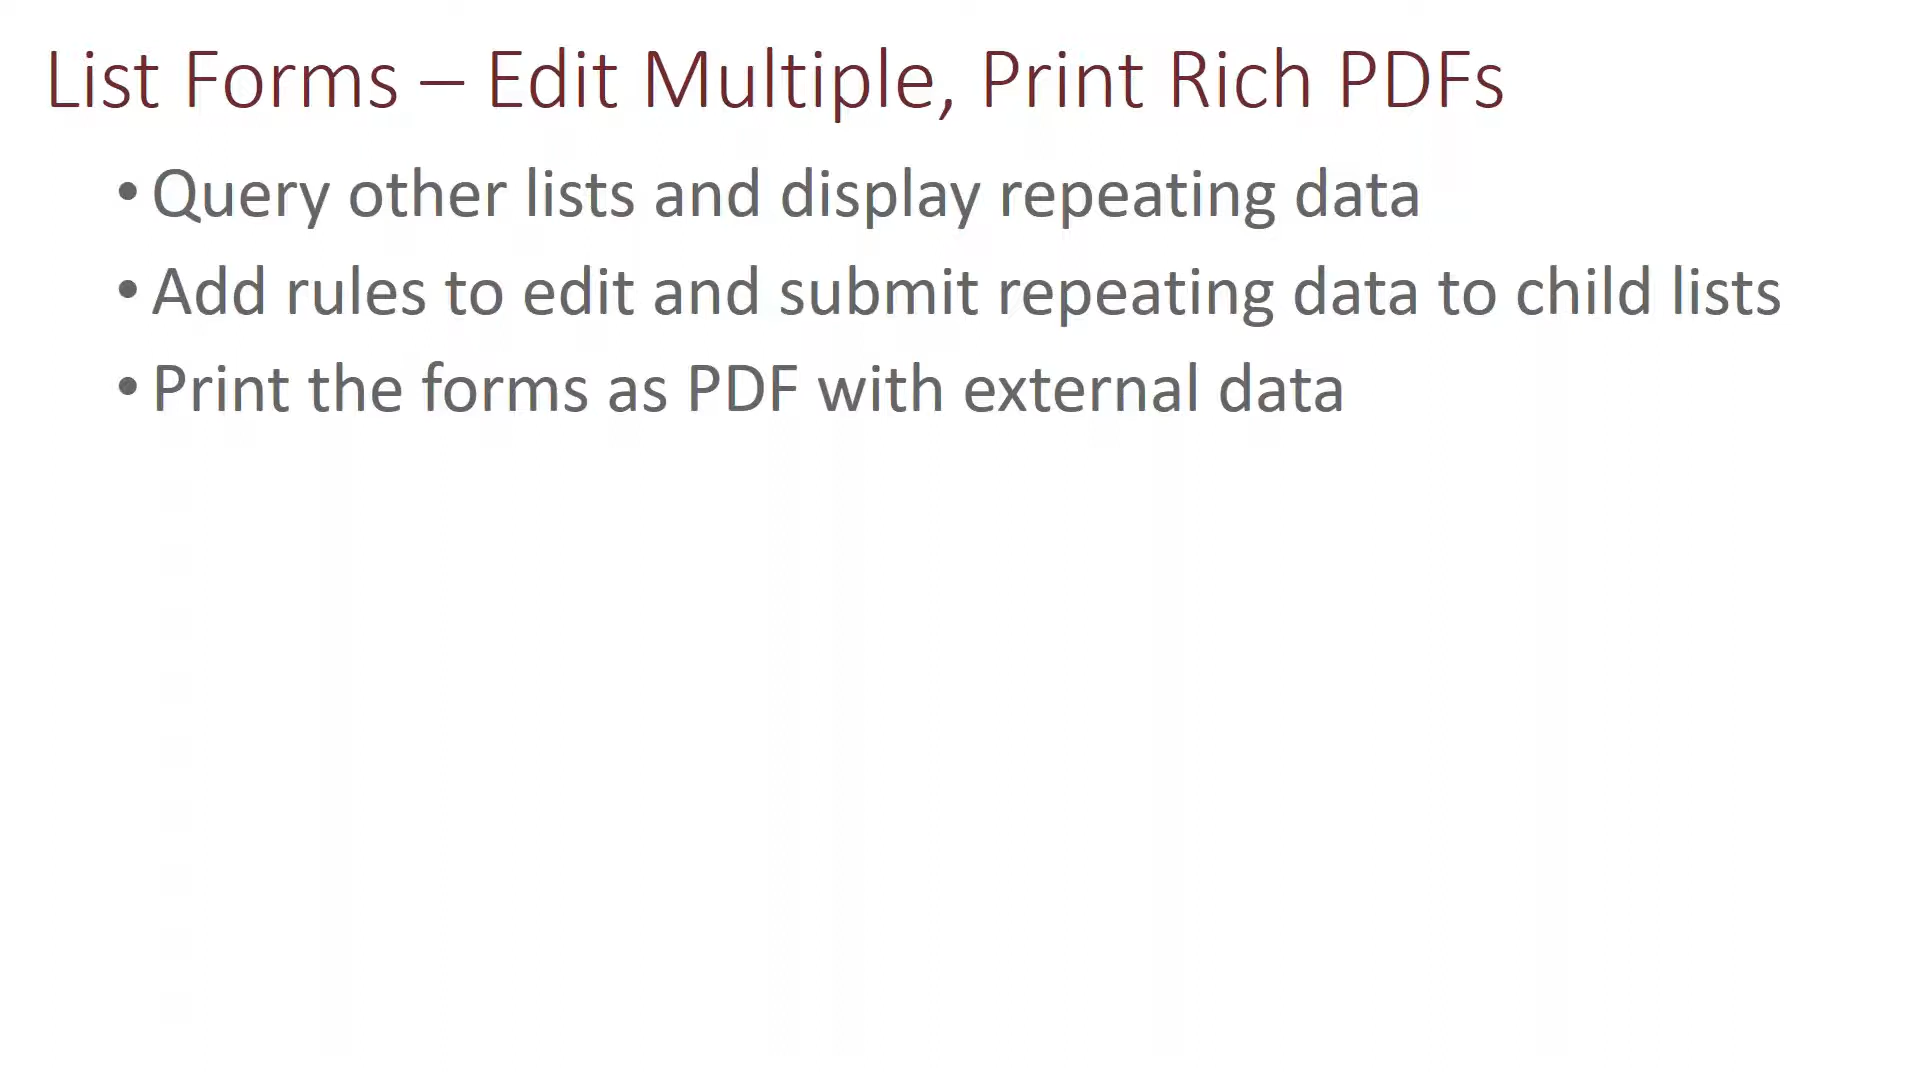 List Forms – Edit Multiple, Print Rich PDFs
• Query other lists and display repeating data
• Add rules to edit and submit repeating data to child lists
• Print the forms as PDF with external data